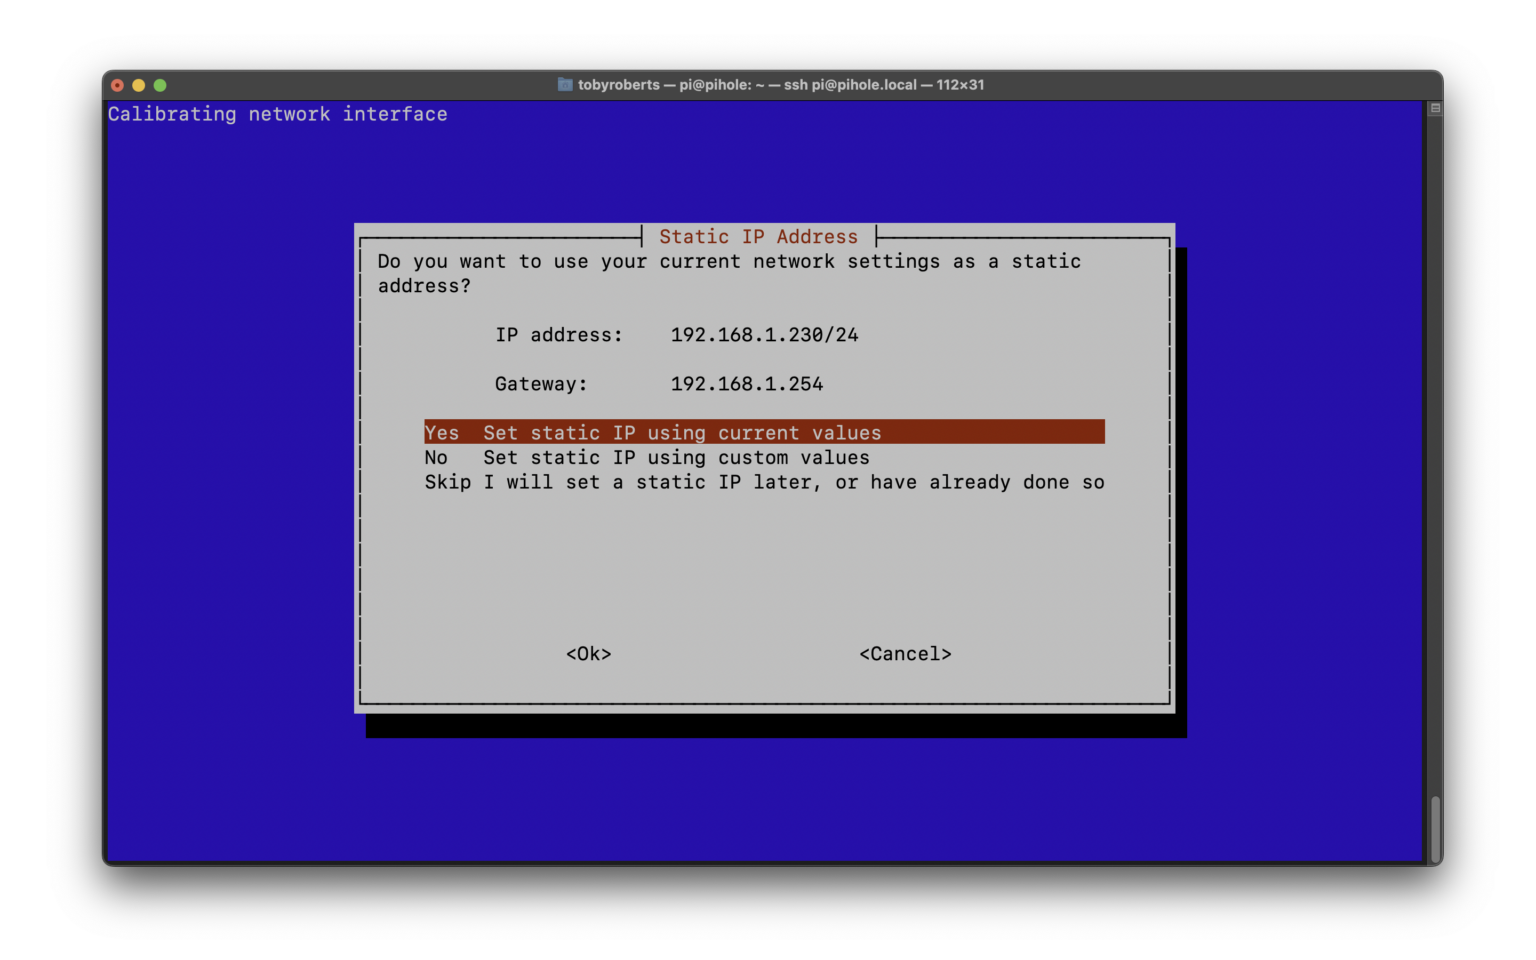 tobyroberts — pi@pihole: ~ — ssh pi@pihole.local — 112×31
Calibrating network interface
Static IP Address
Do you want to use your current network settings as a static
address?
IP address: 192.168.1.230/24
Gateway: 192.168.1.254
Yes Set static IP using current values
No Set static IP using custom values
Skip I will set a static IP later, or have already done so
<Ok> <Cancel>